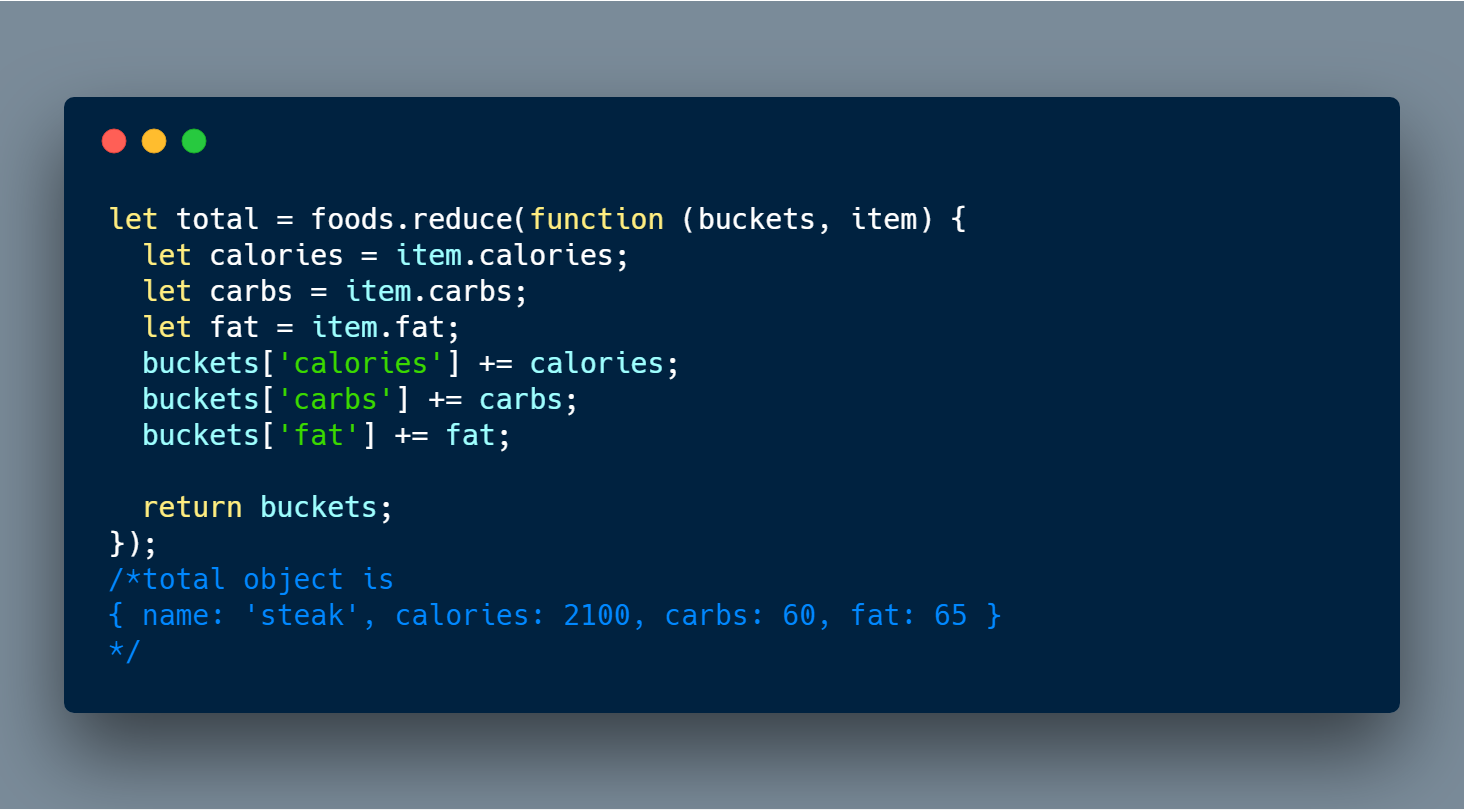 let total = foods.reduce(function (buckets, item) {
  let calories = item.calories;
  let carbs = item.carbs;
  let fat = item.fat;
  buckets['calories'] += calories;
  buckets['carbs'] += carbs;
  buckets['fat'] += fat;

  return buckets;
});
/*total object is
{ name: 'steak', calories: 2100, carbs: 60, fat: 65 }
*/